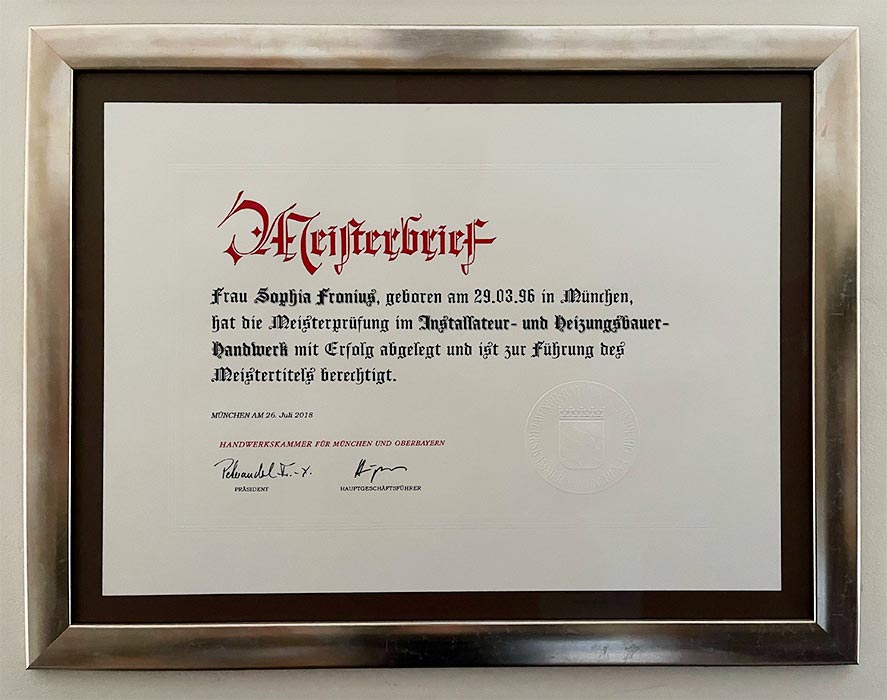 Meisterbrief
Frau Sophia Fronius, geboren am 29.03.96 in München,
hat die Meisterprüfung im Installateur- und Heizungsbauer-
Handwerk mit Erfolg abgelegt und ist zur Führung des
Meistertitels berechtigt.
MÜNCHEN AM 26. Juli 2018
HANDWERKSKAMMER FÜR MÜNCHEN UND OBERBAYERN
PRÄSIDENT HAUPTGESCHÄFTSFÜHRER